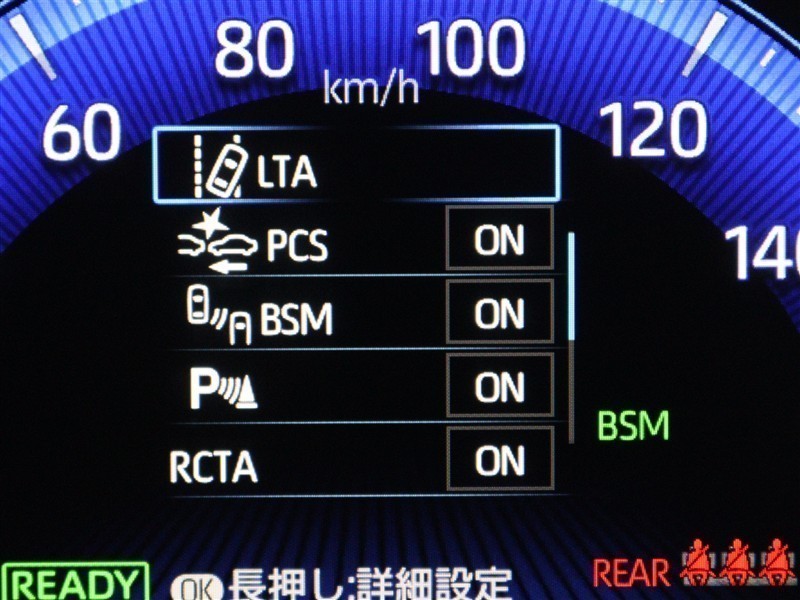 80 100
km/h
60 120
LTA
140
PCS ON
BSM ON
P ON
BSM
RCTA ON
REAR
READY OK 長押し:詳細設定